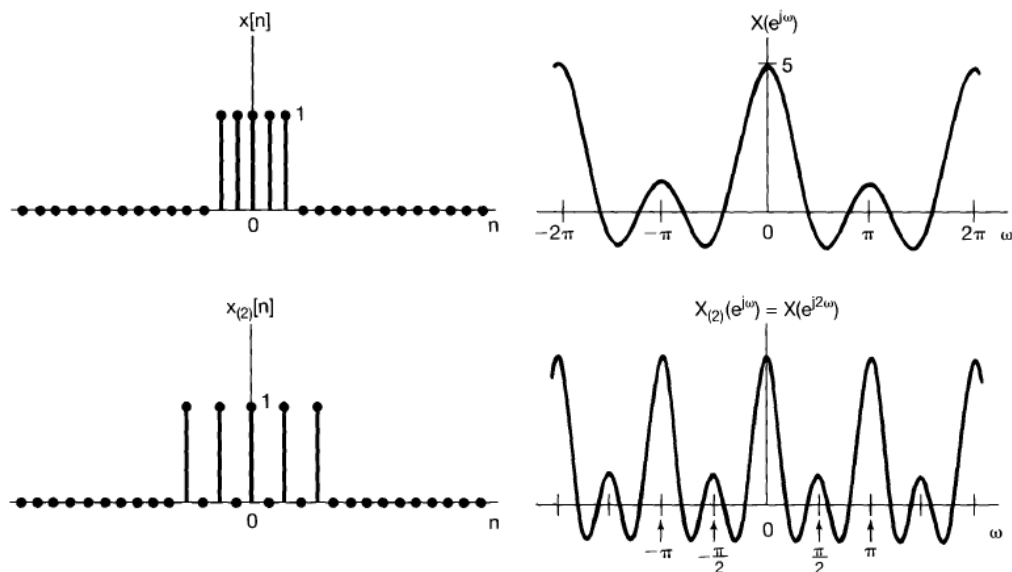 x[n]
1
0
n
X(e^{jω})
5
−2π −π 0 π 2π ω
x_{(2)}[n]
1
0
n
X_{(2)}(e^{jω}) = X(e^{j2ω})
0
ω
−π −π/2 π/2 π